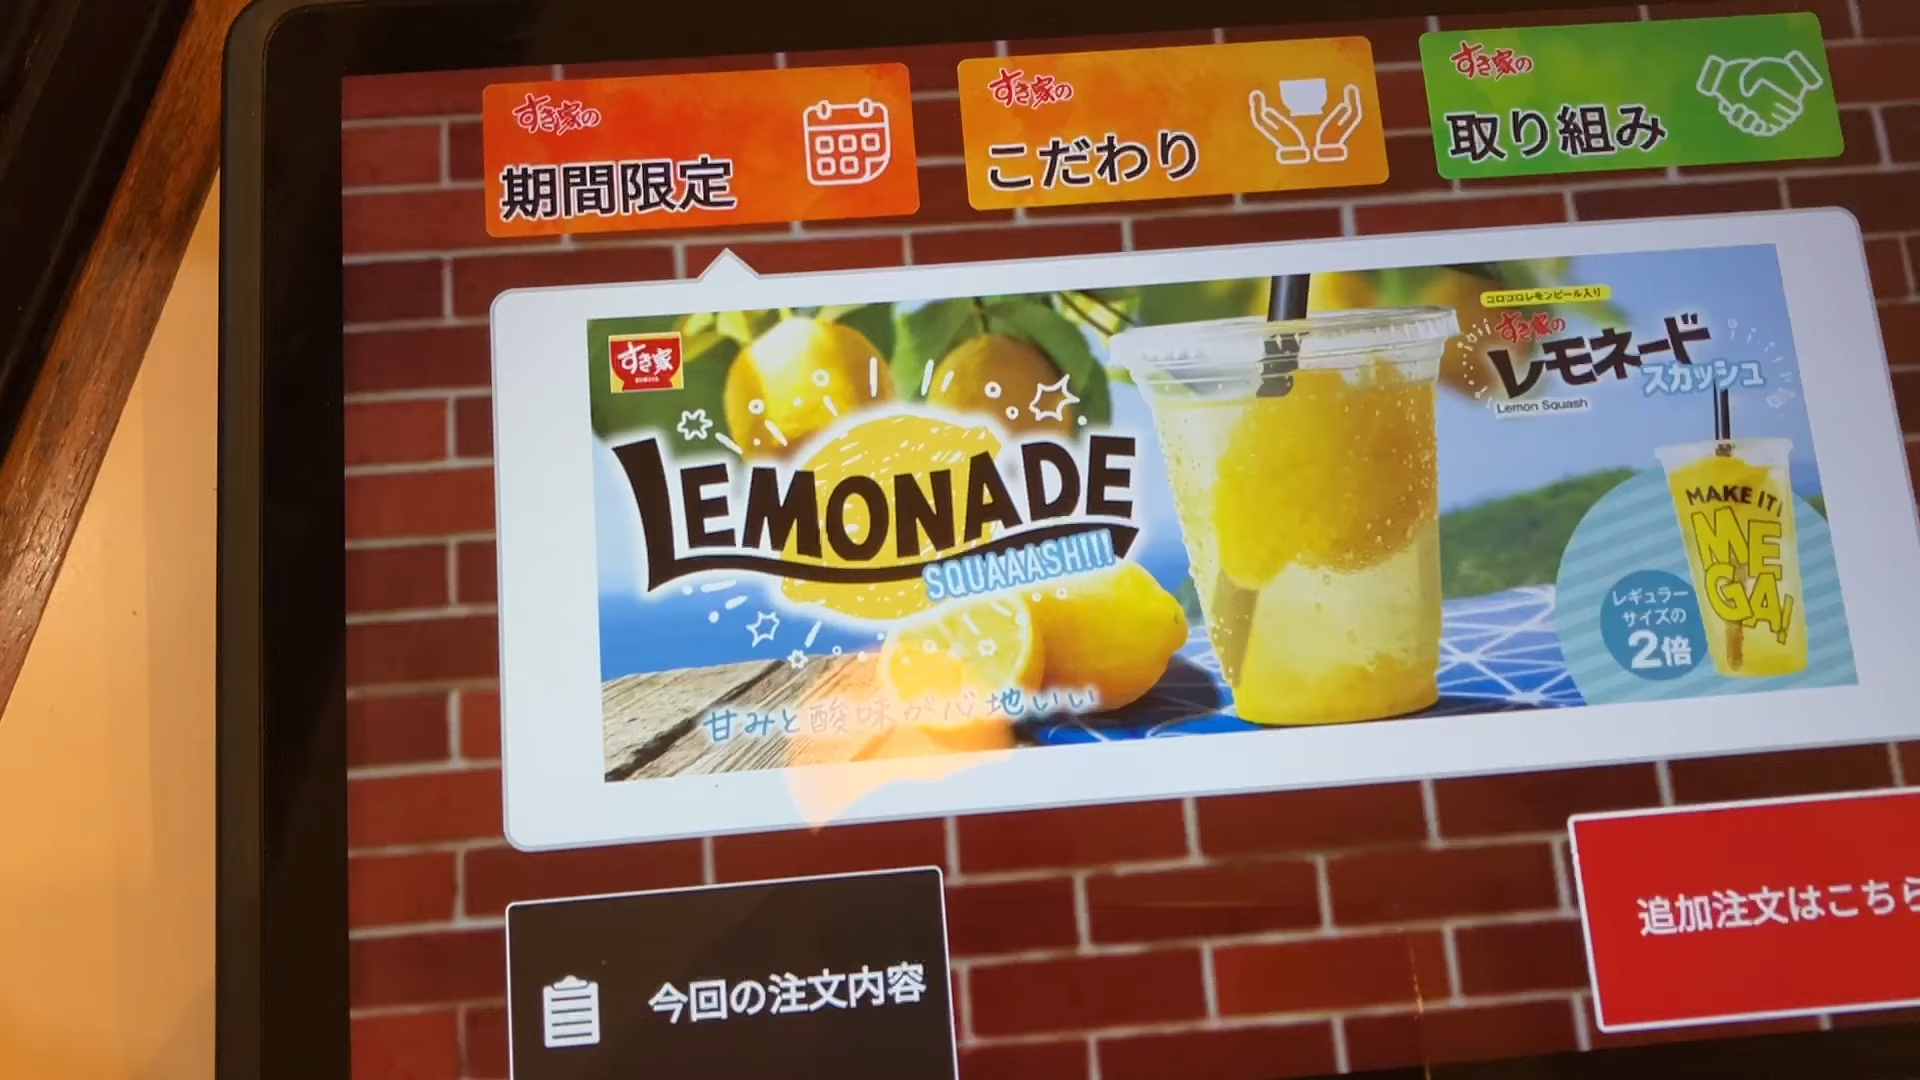 すき家の
期間限定
すき家の
こだわり
すき家の
取り組み
すき家
SUKIYA
LEMONADE
SQUAAASH!!!
甘みと酸味が心地いい
コロコロレモンピール入り
すき家の
レモネード
スカッシュ
Lemon Squash
MAKE IT!
MEGA!
レギュラー
サイズの
2倍
今回の注文内容
追加注文はこちら